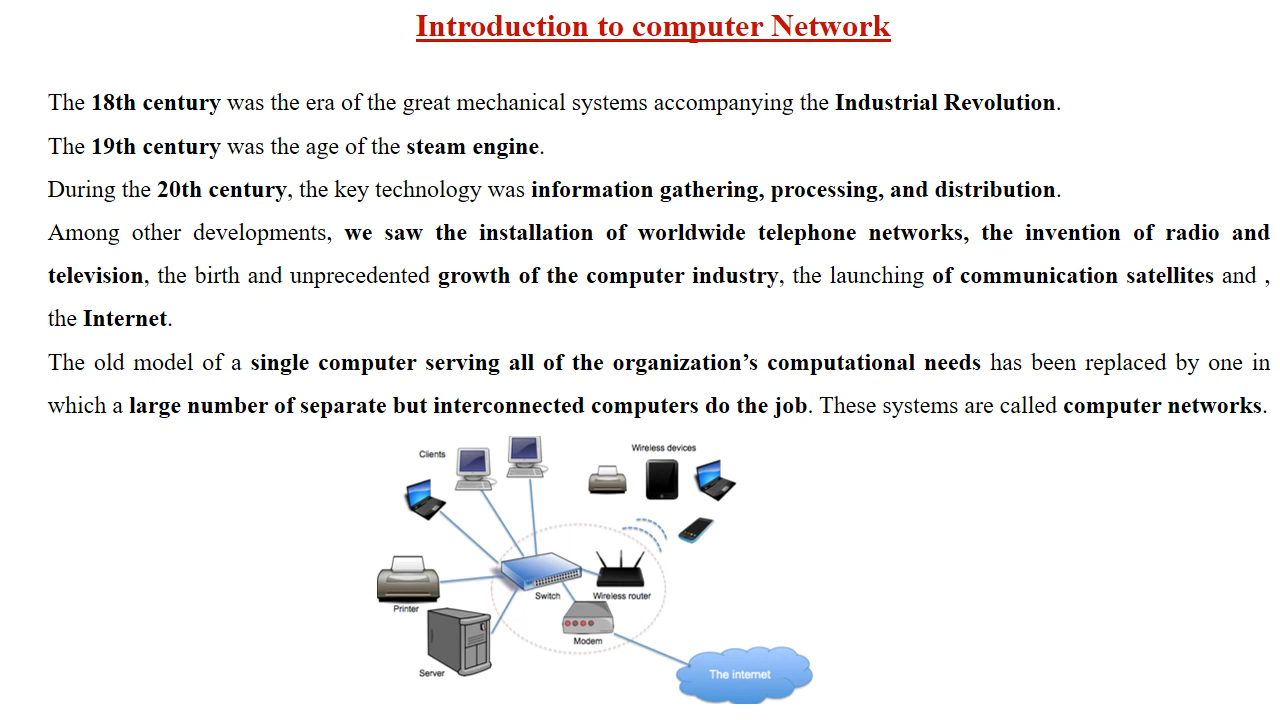 Introduction to computer Network
The 18th century was the era of the great mechanical systems accompanying the Industrial Revolution.
The 19th century was the age of the steam engine.
During the 20th century, the key technology was information gathering, processing, and distribution.
Among other developments, we saw the installation of worldwide telephone networks, the invention of radio and
television, the birth and unprecedented growth of the computer industry, the launching of communication satellites and ,
the Internet.
The old model of a single computer serving all of the organization’s computational needs has been replaced by one in
which a large number of separate but interconnected computers do the job. These systems are called computer networks.
Clients
Wireless devices
Switch
Wireless router
Printer
Modem
Server
The internet